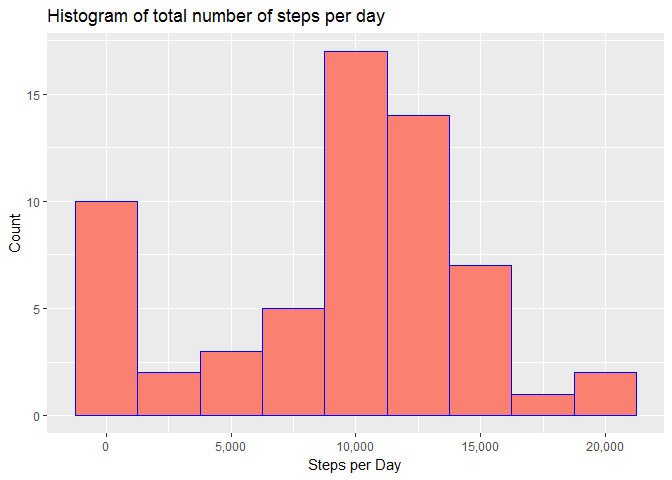 Histogram of total number of steps per day
15
10
5
0
Count
0 5,000 10,000 15,000 20,000
Steps per Day